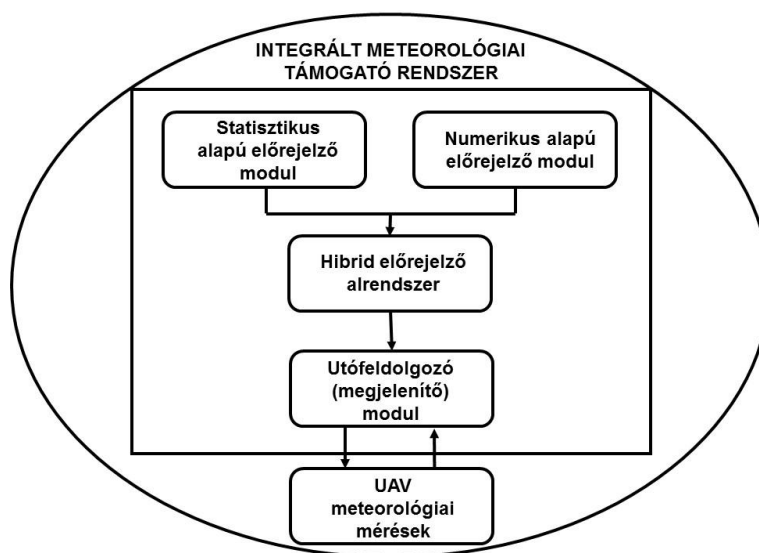 INTEGRÁLT METEOROLÓGIAI
TÁMOGATÓ RENDSZER
Statisztikus
alapú előrejelző
modul
Numerikus alapú
előrejelző modul
Hibrid előrejelző
alrendszer
Utófeldolgozó
(megjelenítő)
modul
UAV
meteorológiai
mérések